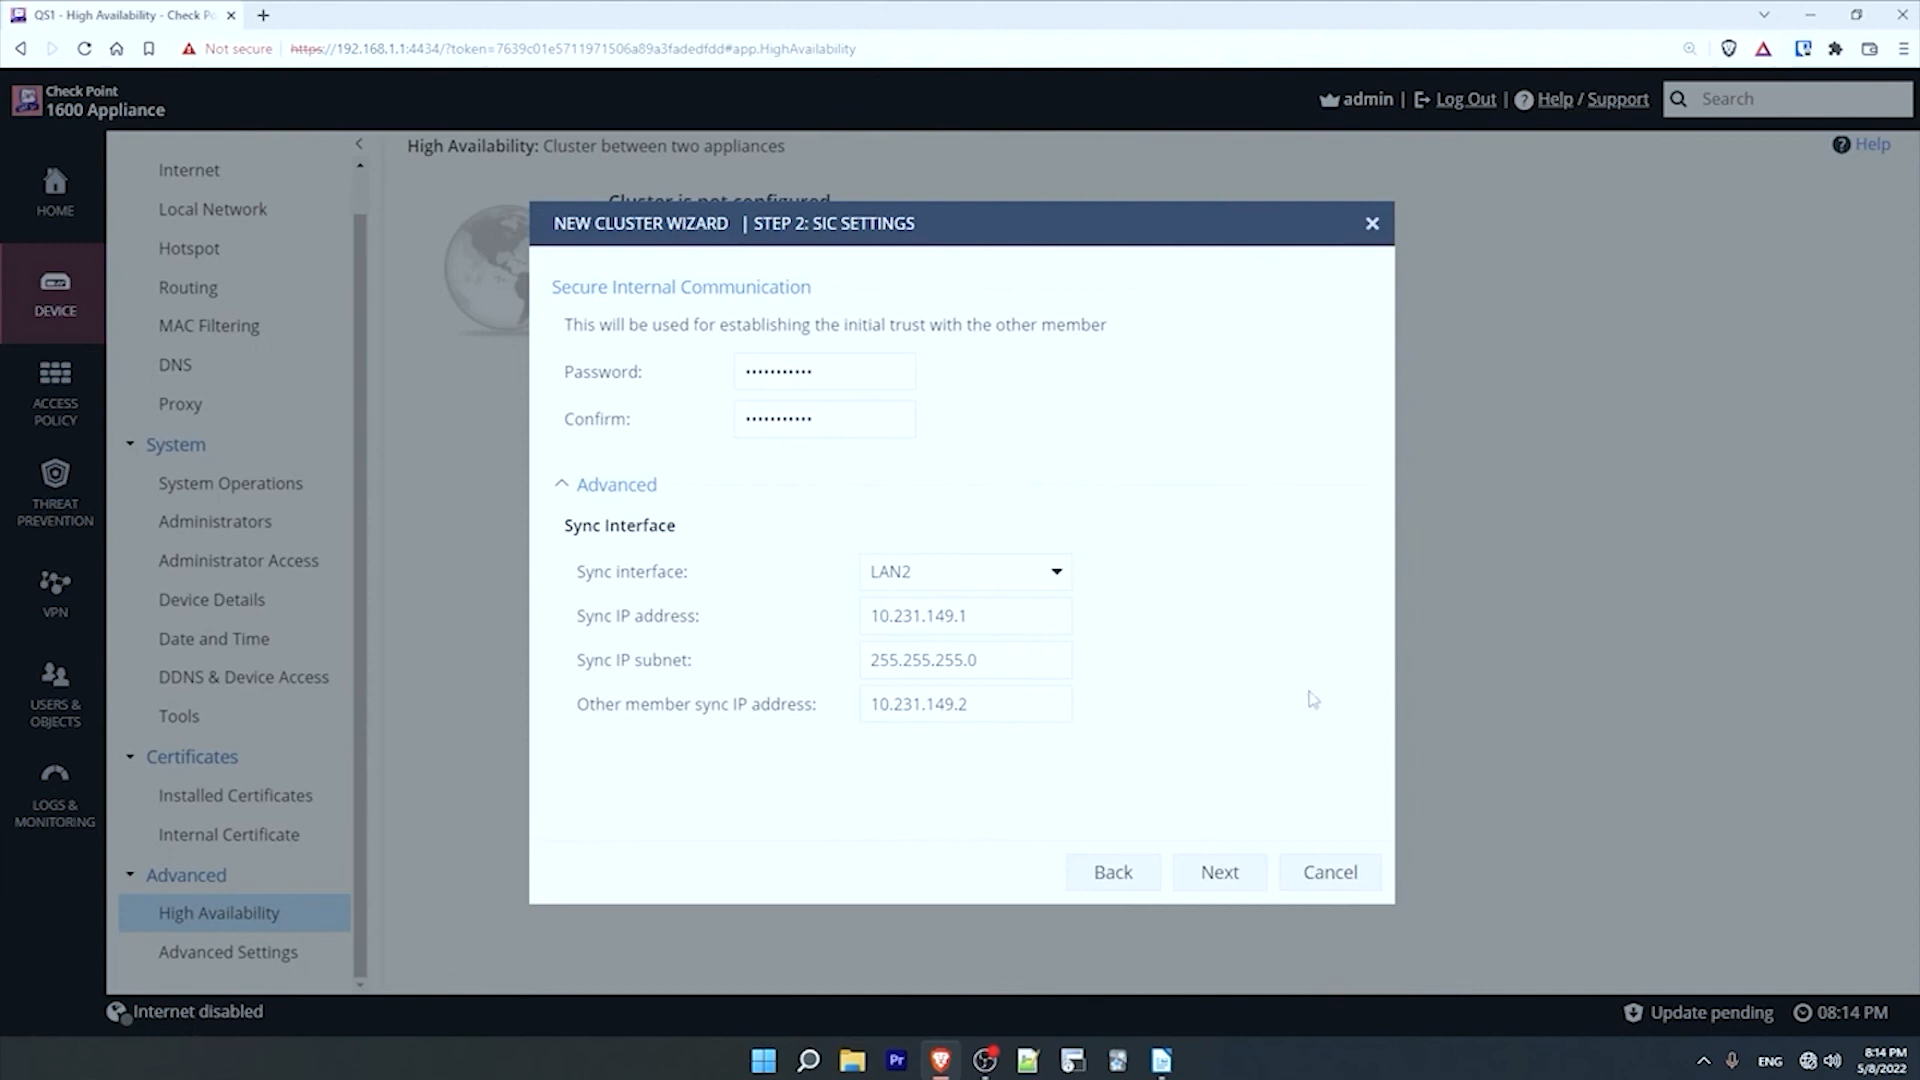 QS1 - High Availability - Check Po
Not secure
https://192.168.1.1:4434/?token=7639c01e5711971506a89a3fadedfdd#app.HighAvailability
Check Point
1600 Appliance
admin | Log Out | Help / Support
Search
HOME
DEVICE
ACCESS
POLICY
THREAT
PREVENTION
VPN
USERS &
OBJECTS
LOGS &
MONITORING
Internet
Local Network
Hotspot
Routing
MAC Filtering
DNS
Proxy
System
System Operations
Administrators
Administrator Access
Device Details
Date and Time
DDNS & Device Access
Tools
Certificates
Installed Certificates
Internal Certificate
Advanced
High Availability
Advanced Settings
High Availability: Cluster between two appliances
Help
Cluster is not configured
NEW CLUSTER WIZARD | STEP 2: SIC SETTINGS
Secure Internal Communication
This will be used for establishing the initial trust with the other member
Password: •••••••••••
Confirm: •••••••••••
Advanced
Sync Interface
Sync interface: LAN2
Sync IP address: 10.231.149.1
Sync IP subnet: 255.255.255.0
Other member sync IP address: 10.231.149.2
Back
Next
Cancel
Internet disabled
Update pending
08:14 PM
Pr
ENG
8:14 PM
5/8/2022